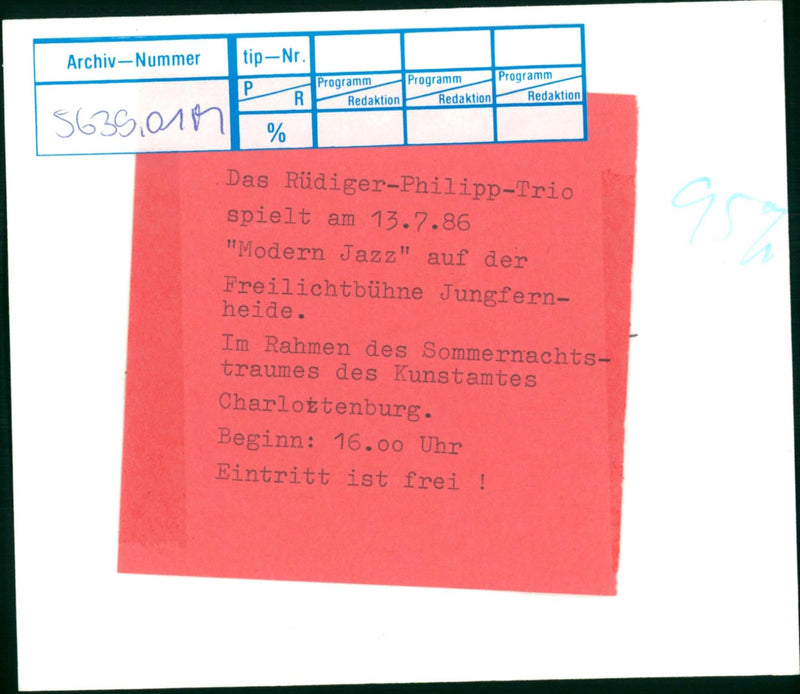 Archiv—Nummer
tip—Nr.
P
R
%
Programm
Redaktion
Programm
Redaktion
Programm
Redaktion
Das Rüdiger-Philipp-Trio
spielt am 13.7.86
"Modern Jazz" auf der
Freilichtbühne Jungfern-
heide.
Im Rahmen des Sommernachts-
traumes des Kunstamtes
Charlottenburg.
Beginn: 16.oo Uhr
Eintritt ist frei !